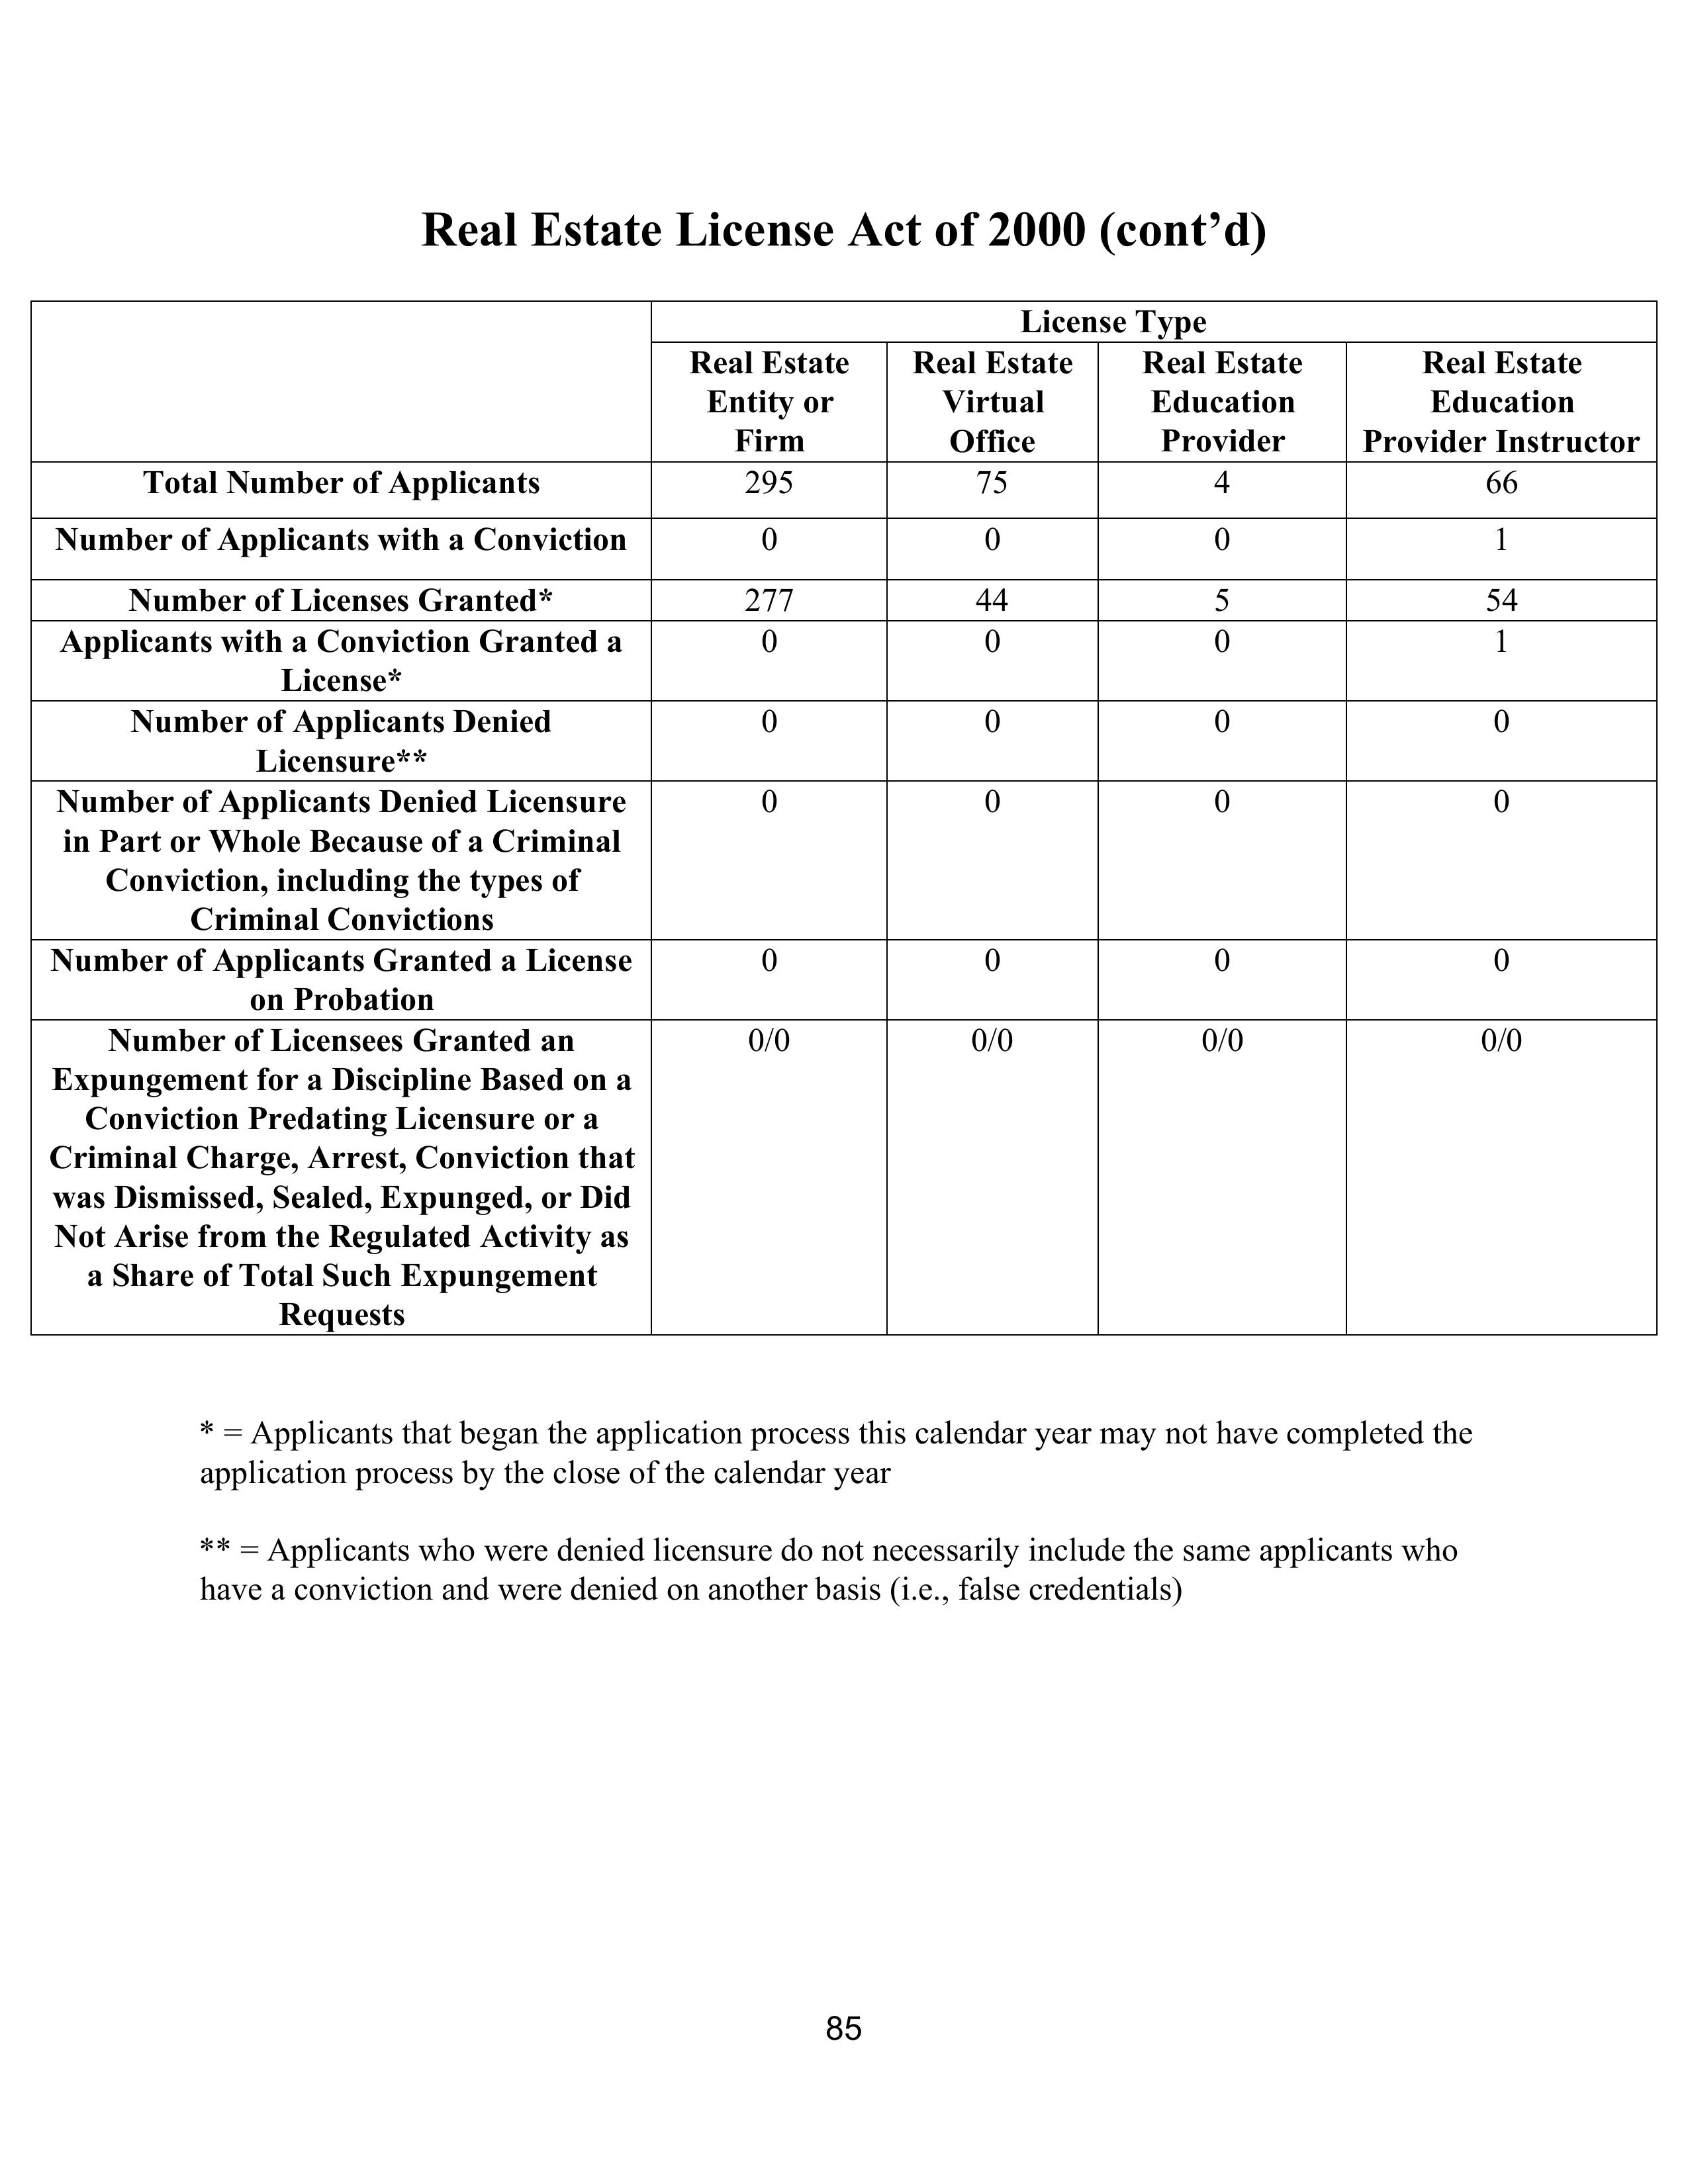 Real Estate License Act of 2000 (cont’d)
License Type
Real Estate
Entity or
Firm
Real Estate
Virtual
Office
Real Estate
Education
Provider
Real Estate
Education
Provider Instructor
Total Number of Applicants
295
75
4
66
Number of Applicants with a Conviction
0
0
0
1
Number of Licenses Granted*
277
44
5
54
Applicants with a Conviction Granted a
License*
0
0
0
1
Number of Applicants Denied
Licensure**
0
0
0
0
Number of Applicants Denied Licensure
in Part or Whole Because of a Criminal
Conviction, including the types of
Criminal Convictions
0
0
0
0
Number of Applicants Granted a License
on Probation
0
0
0
0
Number of Licensees Granted an
Expungement for a Discipline Based on a
Conviction Predating Licensure or a
Criminal Charge, Arrest, Conviction that
was Dismissed, Sealed, Expunged, or Did
Not Arise from the Regulated Activity as
a Share of Total Such Expungement
Requests
0/0
0/0
0/0
0/0
* = Applicants that began the application process this calendar year may not have completed the
application process by the close of the calendar year
** = Applicants who were denied licensure do not necessarily include the same applicants who
have a conviction and were denied on another basis (i.e., false credentials)
85